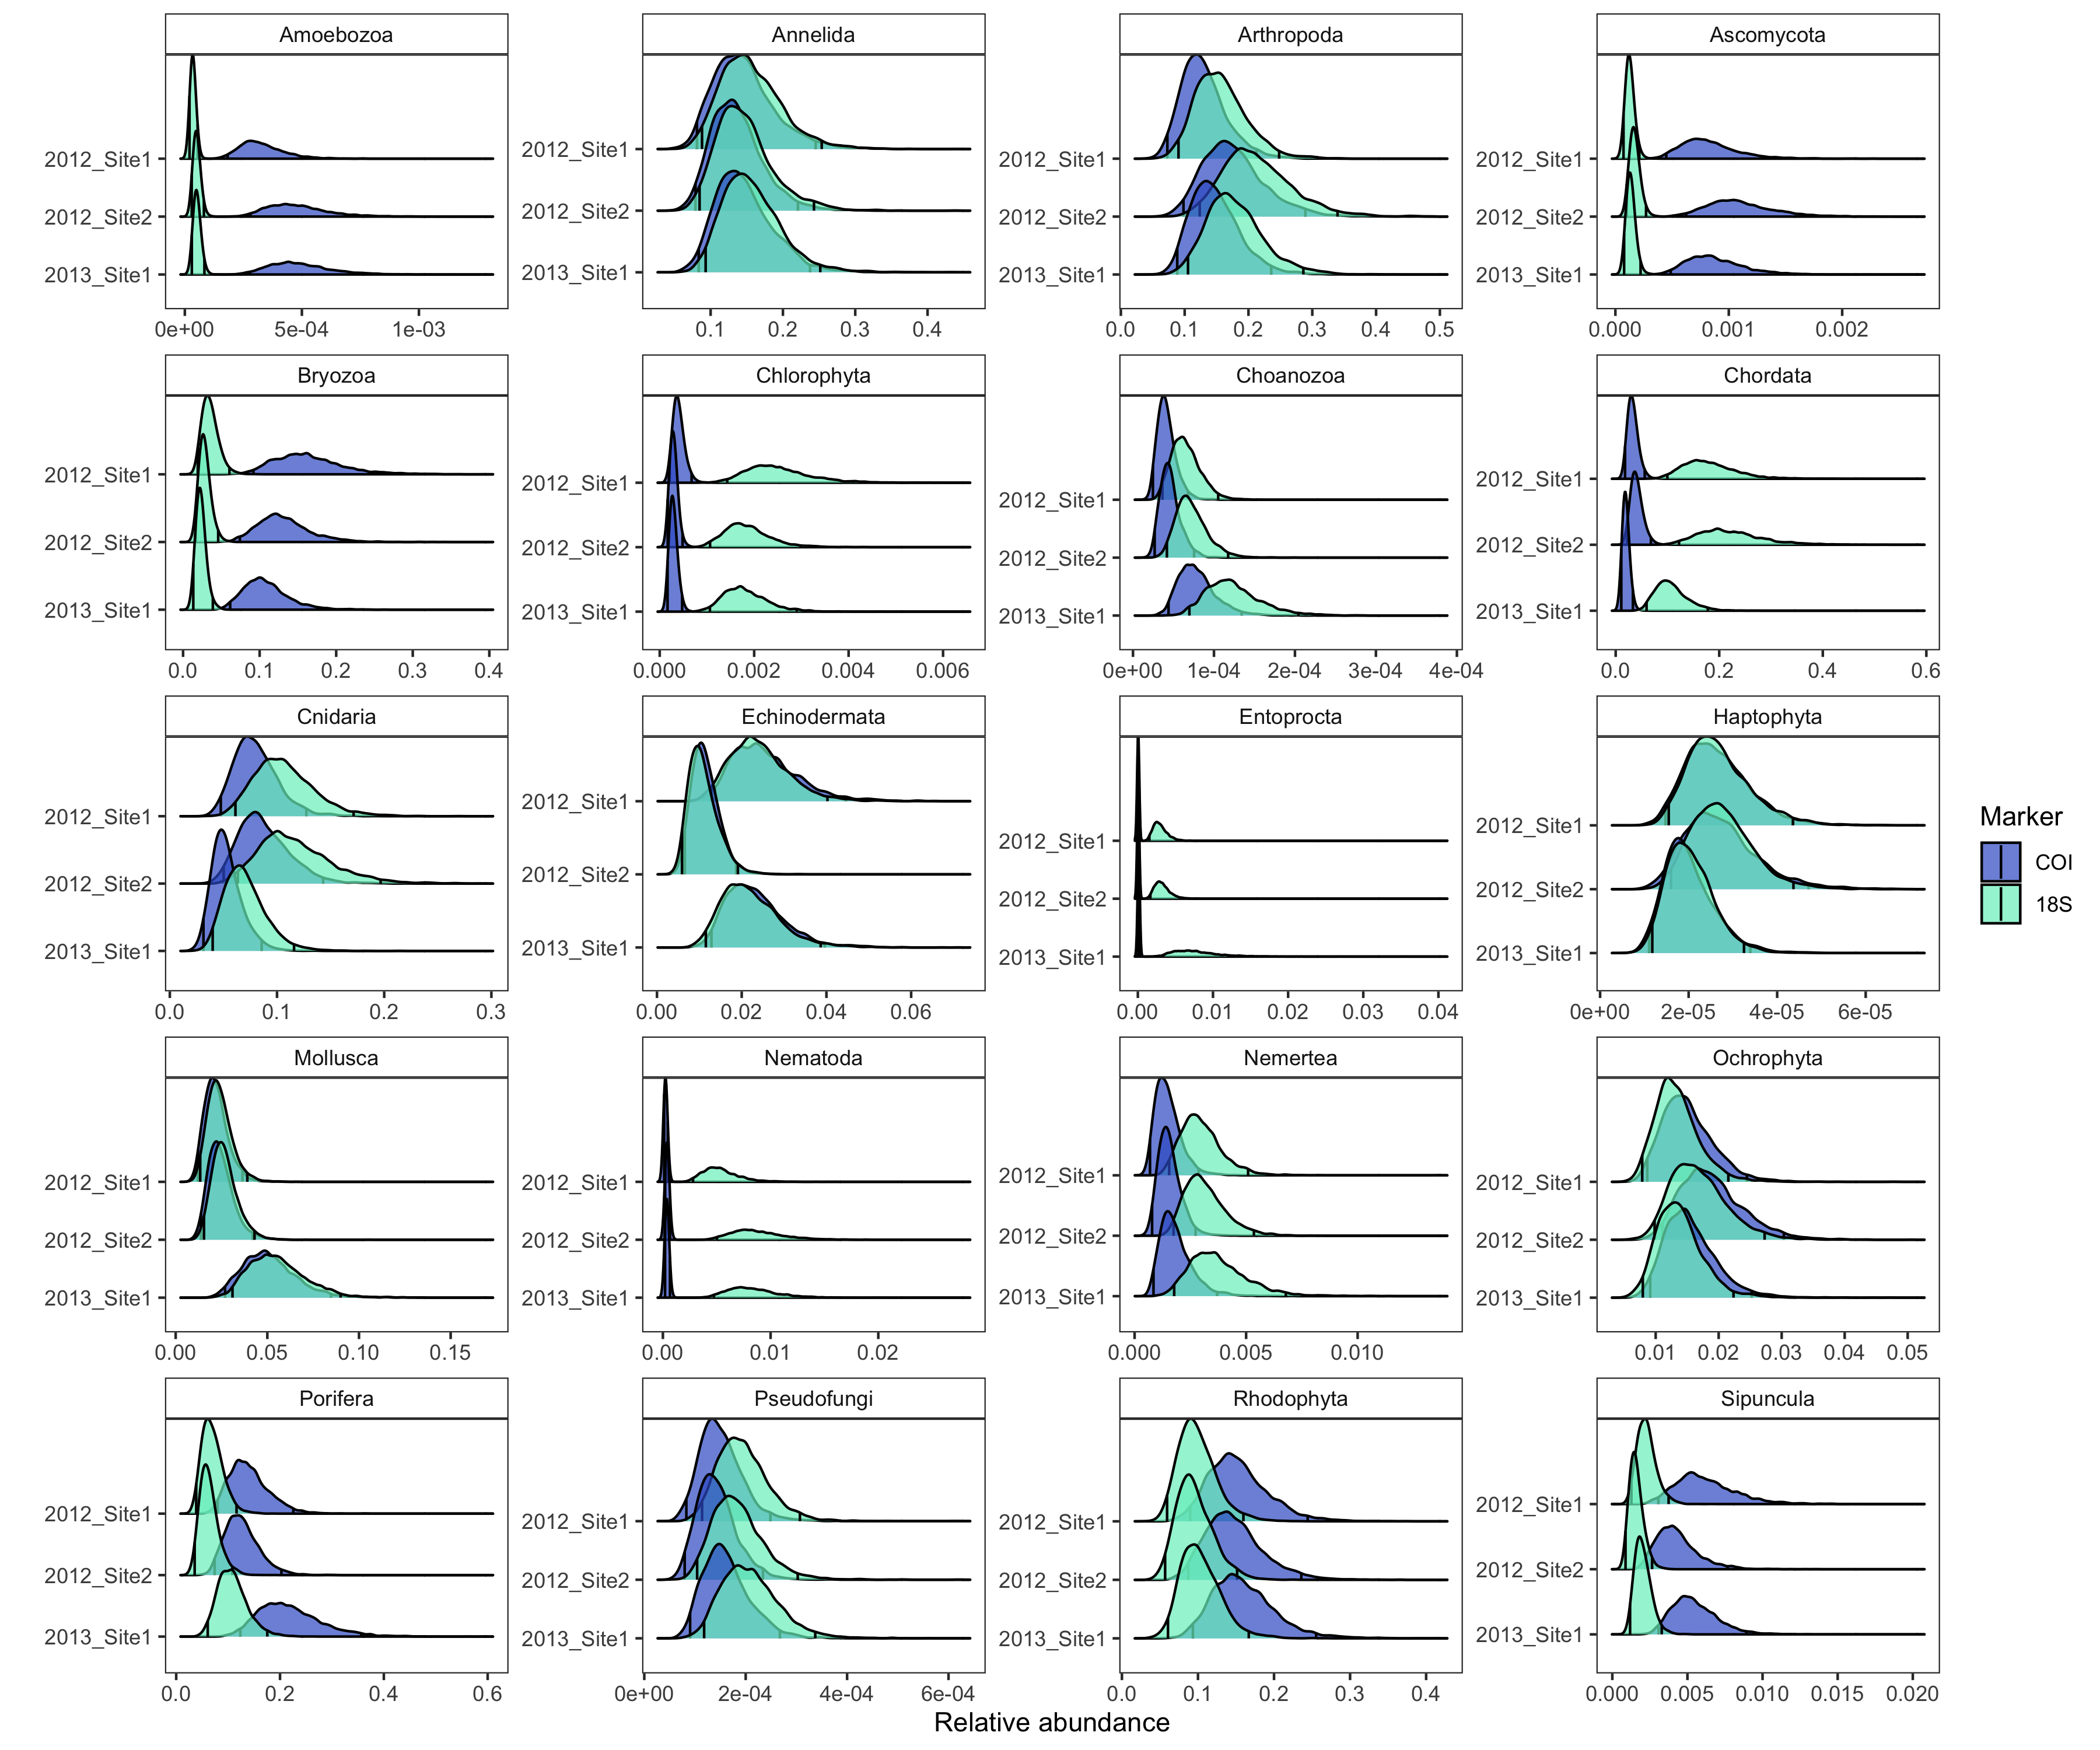 Amoebozoa Annelida Arthropoda Ascomycota
2012_Site1 2012_Site1 2012_Site1 2012_Site1
2012_Site2 2012_Site2 2012_Site2 2012_Site2
2013_Site1 2013_Site1 2013_Site1 2013_Site1
0e+00 5e-04 1e-03 0.1 0.2 0.3 0.4 0.0 0.1 0.2 0.3 0.4 0.5 0.000 0.001 0.002
Bryozoa Chlorophyta Choanozoa Chordata
2012_Site1 2012_Site1 2012_Site1 2012_Site1
2012_Site2 2012_Site2 2012_Site2 2012_Site2
2013_Site1 2013_Site1 2013_Site1 2013_Site1
0.0 0.1 0.2 0.3 0.4 0.000 0.002 0.004 0.006 0e+00 1e-04 2e-04 3e-04 4e-04 0.0 0.2 0.4 0.6
Cnidaria Echinodermata Entoprocta Haptophyta
2012_Site1 2012_Site1 2012_Site1 2012_Site1
2012_Site2 2012_Site2 2012_Site2 2012_Site2
2013_Site1 2013_Site1 2013_Site1 2013_Site1
0.0 0.1 0.2 0.3 0.00 0.02 0.04 0.06 0.00 0.01 0.02 0.03 0.04 0e+00 2e-05 4e-05 6e-05
Marker
COI
18S
Mollusca Nematoda Nemertea Ochrophyta
2012_Site1 2012_Site1 2012_Site1 2012_Site1
2012_Site2 2012_Site2 2012_Site2 2012_Site2
2013_Site1 2013_Site1 2013_Site1 2013_Site1
0.00 0.05 0.10 0.15 0.00 0.01 0.02 0.000 0.005 0.010 0.01 0.02 0.03 0.04 0.05
Porifera Pseudofungi Rhodophyta Sipuncula
2012_Site1 2012_Site1 2012_Site1 2012_Site1
2012_Site2 2012_Site2 2012_Site2 2012_Site2
2013_Site1 2013_Site1 2013_Site1 2013_Site1
0.0 0.2 0.4 0.6 0e+00 2e-04 4e-04 6e-04 0.0 0.1 0.2 0.3 0.4 0.000 0.005 0.010 0.015 0.020
Relative abundance